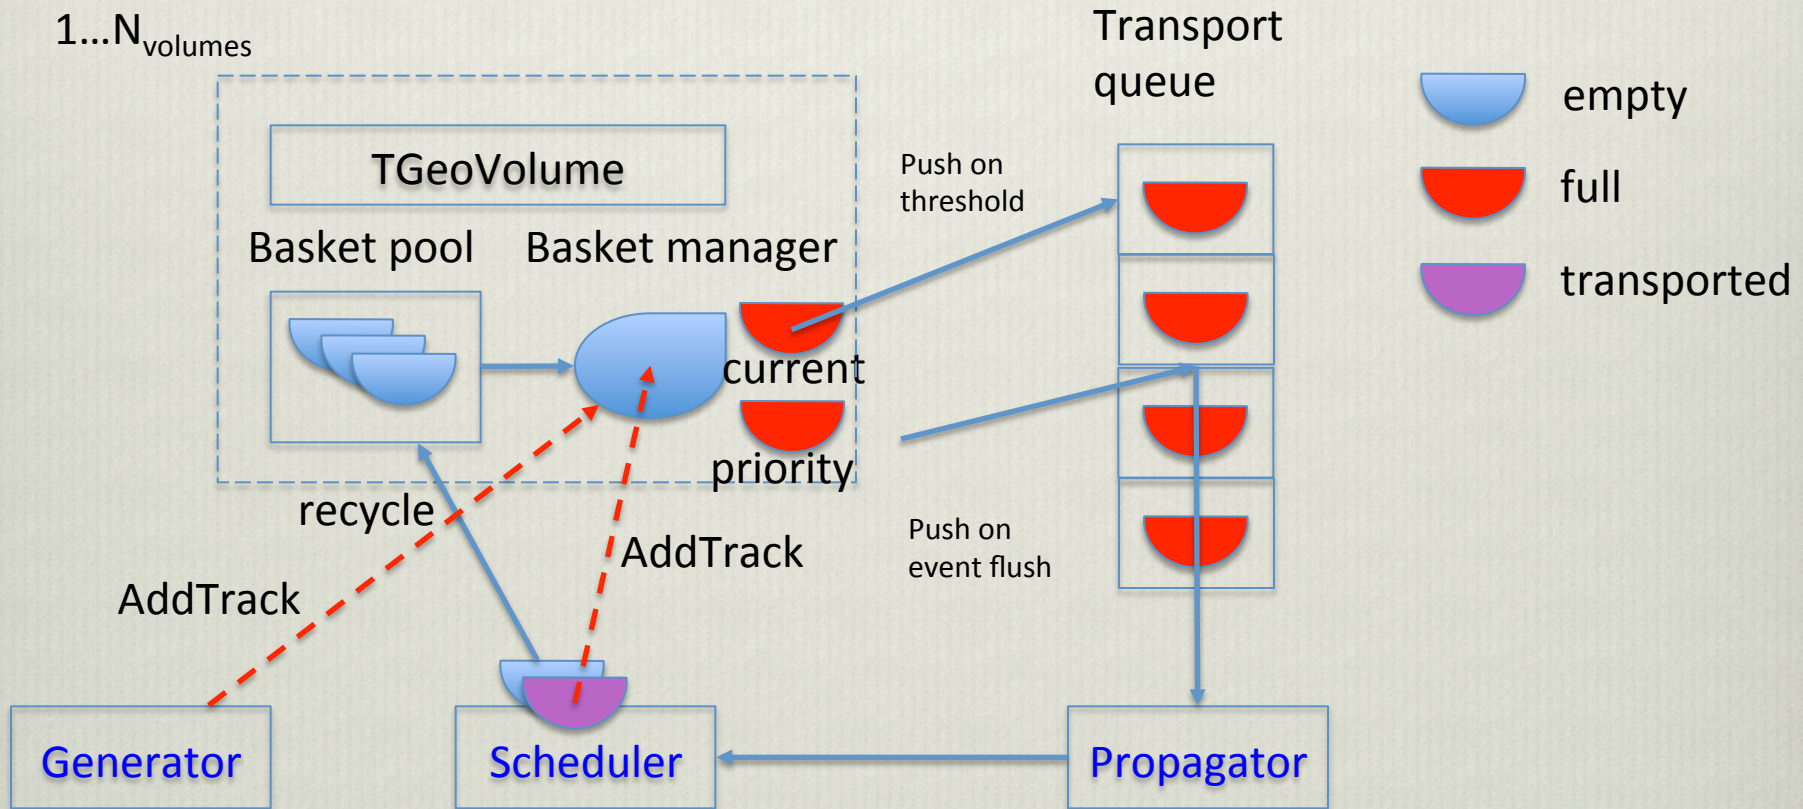 1...Nvolumes
Transport
queue
empty
full
transported
TGeoVolume
Push on
threshold
Basket pool
Basket manager
current
priority
recycle
AddTrack
Push on
event flush
AddTrack
Generator
Scheduler
Propagator